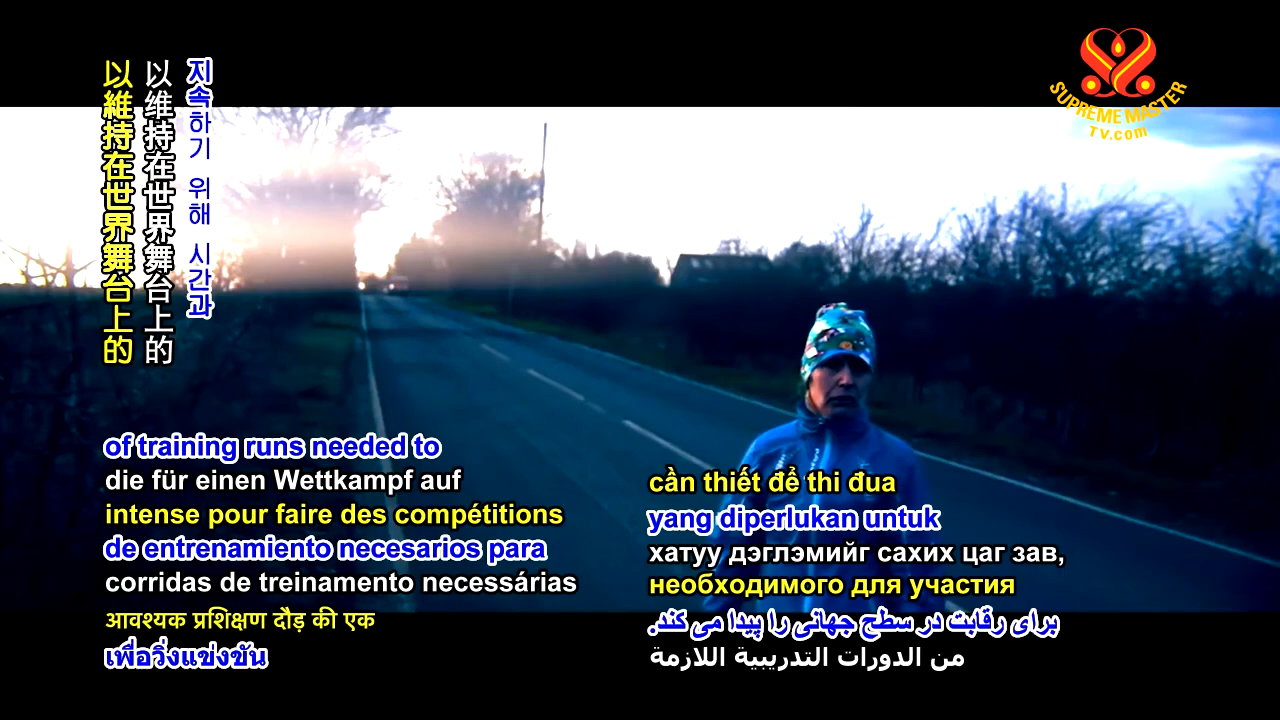 以維持在世界舞台上的
以维持在世界舞台上的
지속하기 위해 시간과
SUPREME MASTER
TV.com
of training runs needed to
die für einen Wettkampf auf
intense pour faire des compétitions
de entrenamiento necesarios para
corridas de treinamento necessárias
आवश्यक प्रशिक्षण दौड़ की एक
เพื่อวิ่งแข่งขัน
cần thiết để thi đua
yang diperlukan untuk
хатуу дэглэмийг сахих цаг зав,
необходимого для участия
برای رقابت در سطح جهانی را پیدا می کند.
من الدورات التدريبية اللازمة